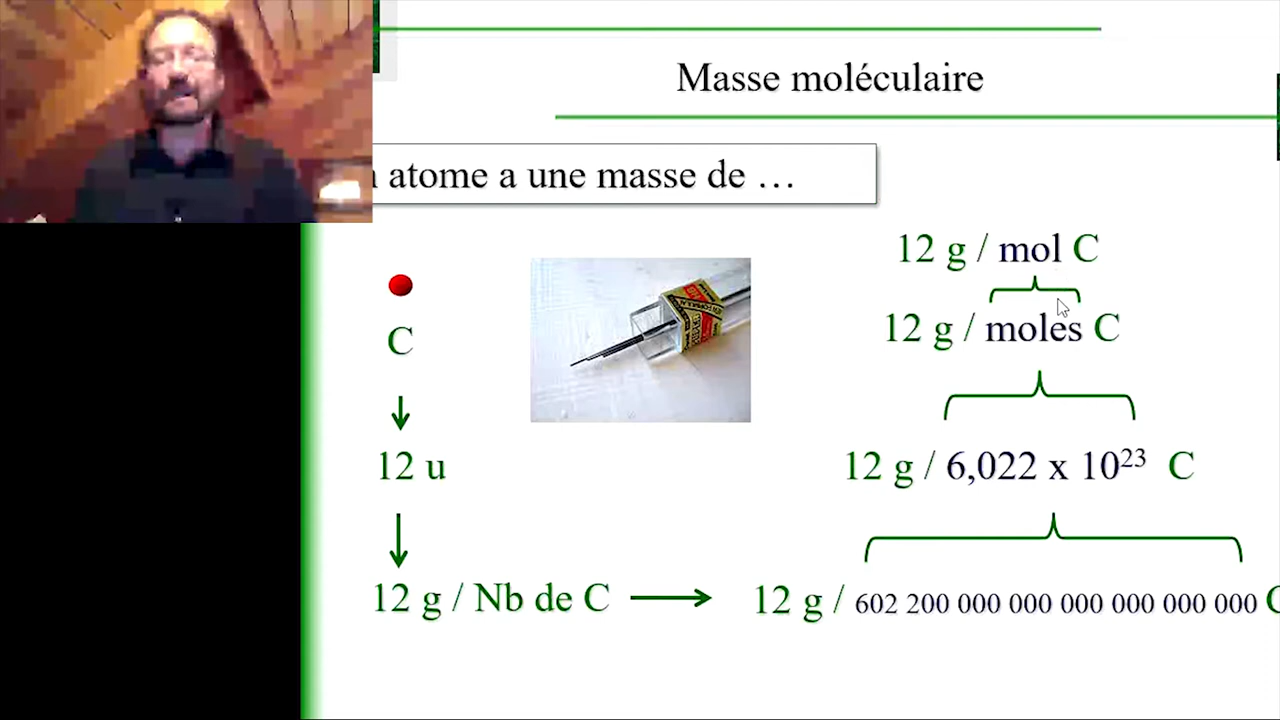 Masse moléculaire
atome a une masse de …
12 g / mol C
12 g / moles C
C
12 u
12 g / 6,022 x 10²³ C
12 g / Nb de C
12 g / 602 200 000 000 000 000 000 000 C